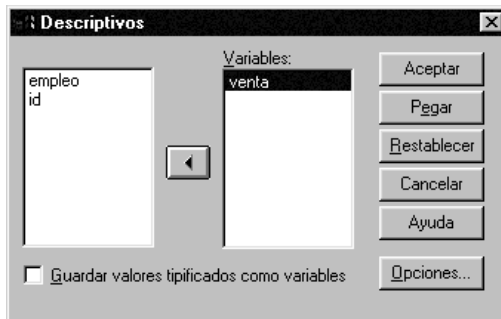 Descriptivos
empleo
id
Variables:
venta
Aceptar
Pegar
Restablecer
Cancelar
Ayuda
Guardar valores tipificados como variables
Opciones...